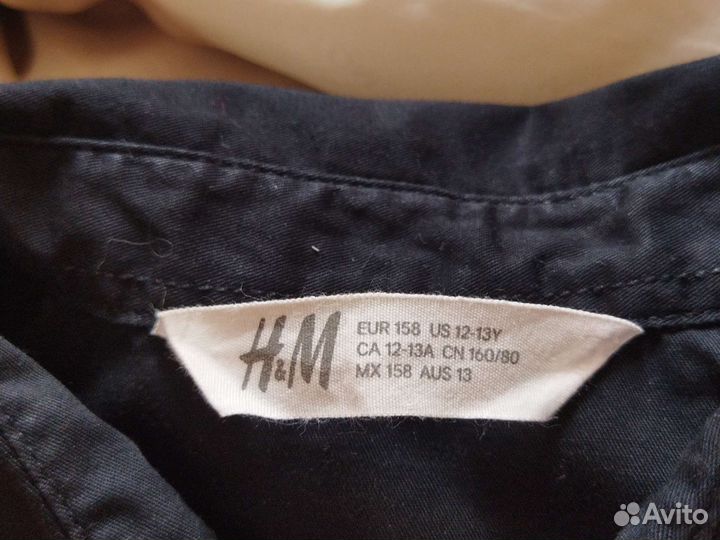 H&M
EUR 158 US 12-13Y
CA 12-13A CN 160/80
MX 158 AUS 13
Avito